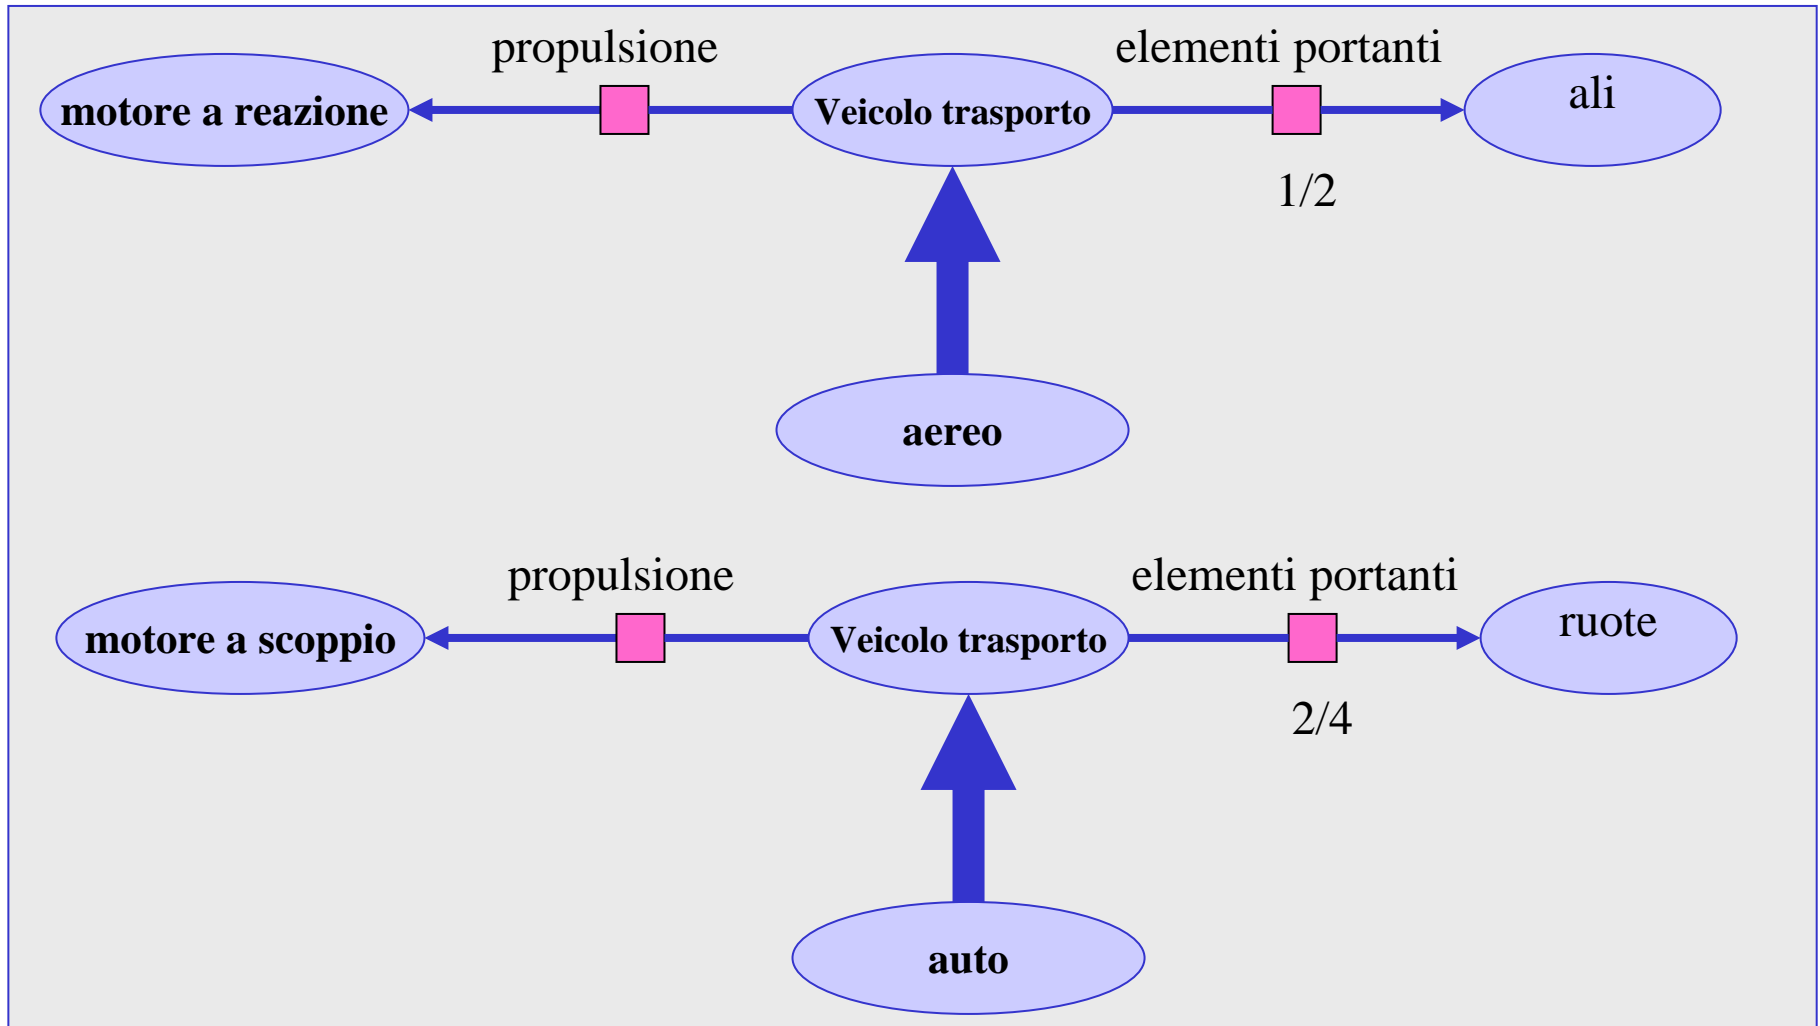 propulsione
elementi portanti
motore a reazione
Veicolo trasporto
ali
1/2
aereo
propulsione
elementi portanti
motore a scoppio
Veicolo trasporto
ruote
2/4
auto